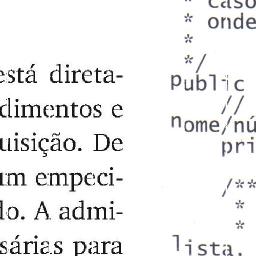 está direta-
dimentos e
uisição. De
um empeci-
do. A admi-
sárias para
* caso
* onde
*
*/
public
//
nome/nú
pri
/**
*
*
lista.